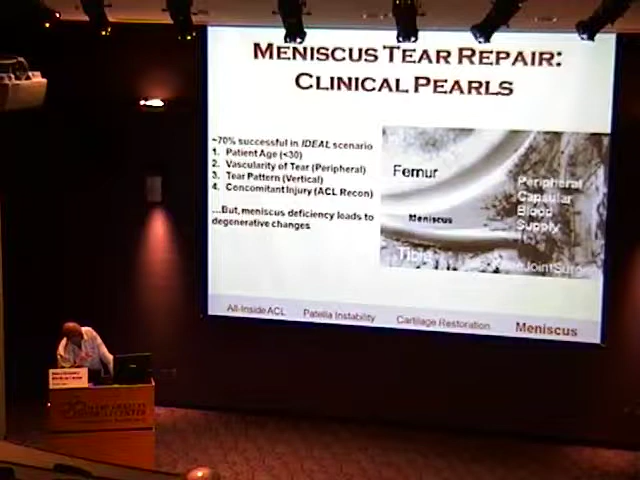 MENISCUS TEAR REPAIR:
CLINICAL PEARLS
~70% successful in IDEAL scenario
1. Patient Age (<30)
2. Vascularity of Tear (Peripheral)
3. Tear Pattern (Vertical)
4. Concomitant Injury (ACL Recon)
...But, meniscus deficiency leads to
degenerative changes
Femur
Meniscus
Tibia
Peripheral
Capsular
Blood
Supply
All-Inside ACL
Patella Instability
Cartilage Restoration
Meniscus